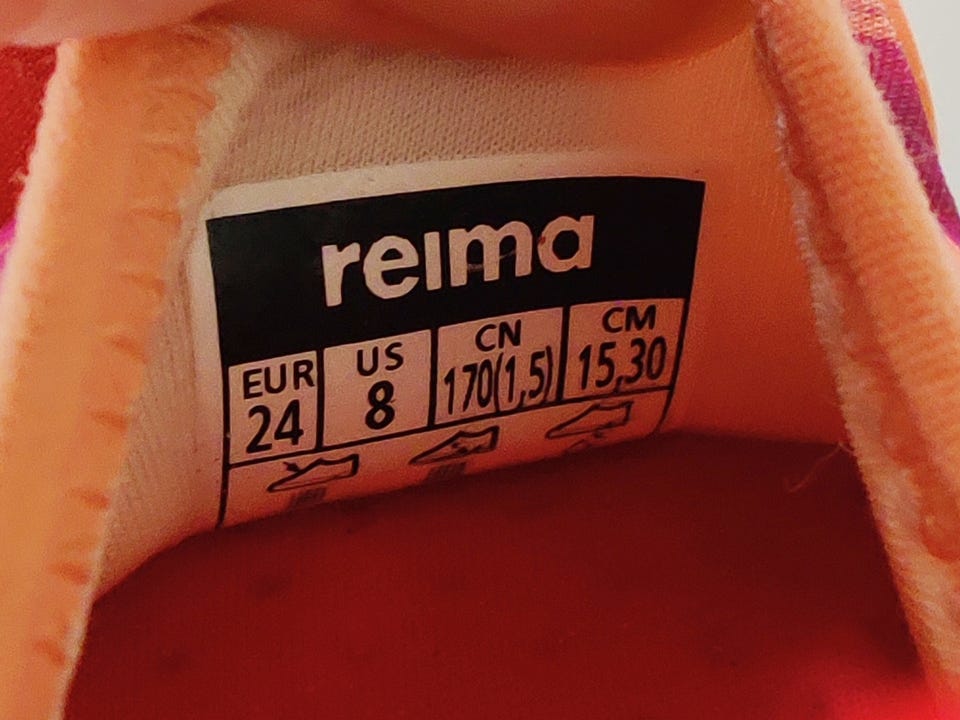 reima
EUR US CN CM
24 8 170(1,5) 15,30